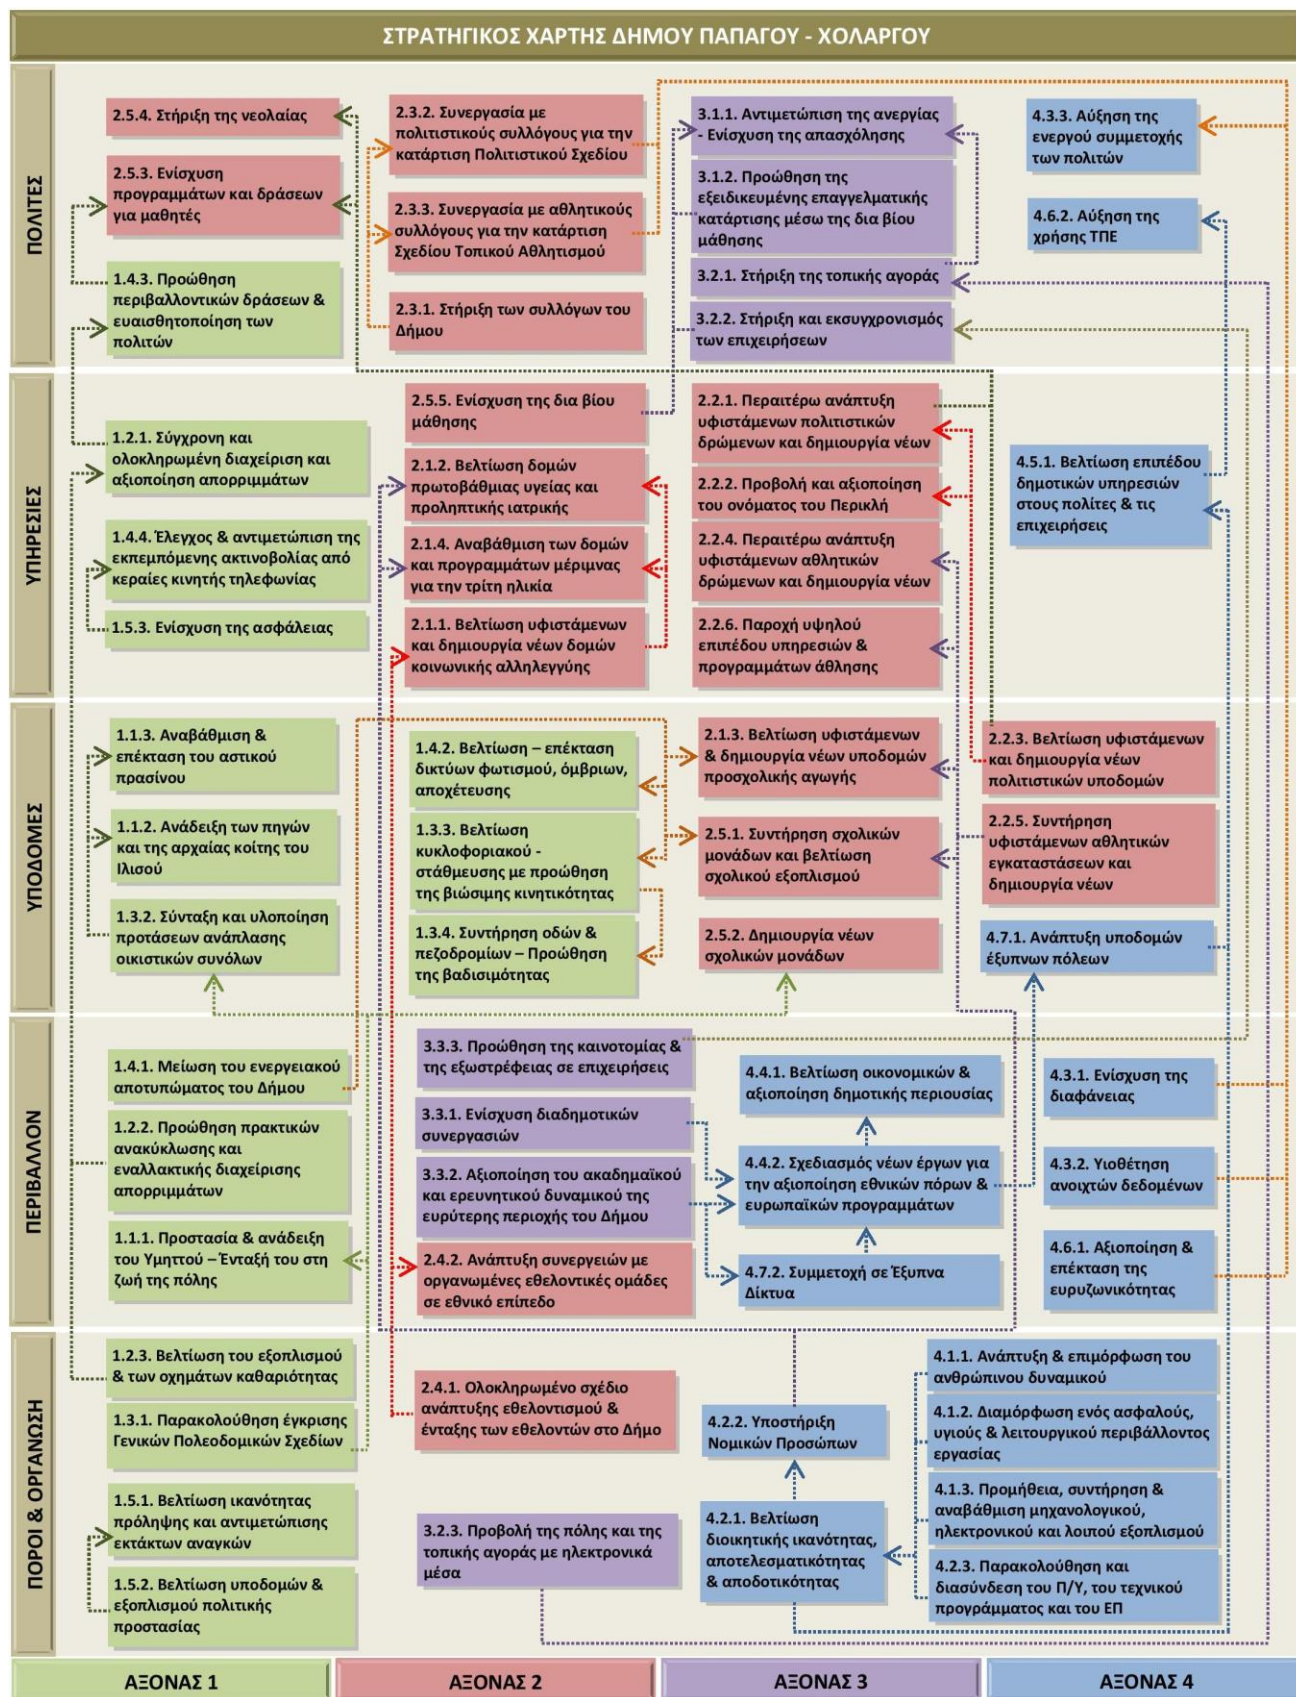 ΣΤΡΑΤΗΓΙΚΟΣ ΧΑΡΤΗΣ ΔΗΜΟΥ ΠΑΠΑΓΟΥ - ΧΟΛΑΡΓΟΥ
ΠΟΛΙΤΕΣ
2.5.4. Στήριξη της νεολαίας
2.5.3. Ενίσχυση
προγραμμάτων και δράσεων
για μαθητές
1.4.3. Προώθηση
περιβαλλοντικών δράσεων &
ευαισθητοποίηση των
πολιτών
2.3.2. Συνεργασία με
πολιτιστικούς συλλόγους για την
κατάρτιση Πολιτιστικού Σχεδίου
2.3.3. Συνεργασία με αθλητικούς
συλλόγους για την κατάρτιση
Σχεδίου Τοπικού Αθλητισμού
2.3.1. Στήριξη των συλλόγων του
Δήμου
3.1.1. Αντιμετώπιση της ανεργίας
- Ενίσχυση της απασχόλησης
3.1.2. Προώθηση της
εξειδικευμένης επαγγελματικής
κατάρτισης μέσω της δια βίου
μάθησης
3.2.1. Στήριξη της τοπικής αγοράς
3.2.2. Στήριξη και εκσυγχρονισμός
των επιχειρήσεων
4.3.3. Αύξηση της
ενεργού συμμετοχής
των πολιτών
4.6.2. Αύξηση της
χρήσης ΤΠΕ
ΥΠΗΡΕΣΙΕΣ
1.2.1. Σύγχρονη και
ολοκληρωμένη διαχείριση και
αξιοποίηση απορριμμάτων
1.4.4. Έλεγχος & αντιμετώπιση της
εκπεμπόμενης ακτινοβολίας από
κεραίες κινητής τηλεφωνίας
1.5.3. Ενίσχυση της ασφάλειας
2.5.5. Ενίσχυση της δια βίου
μάθησης
2.1.2. Βελτίωση δομών
πρωτοβάθμιας υγείας και
προληπτικής ιατρικής
2.1.4. Αναβάθμιση των δομών
και προγραμμάτων μέριμνας
για την τρίτη ηλικία
2.1.1. Βελτίωση υφιστάμενων
και δημιουργία νέων δομών
κοινωνικής αλληλεγγύης
2.2.1. Περαιτέρω ανάπτυξη
υφιστάμενων πολιτιστικών
δρώμενων και δημιουργία νέων
2.2.2. Προβολή και αξιοποίηση
του ονόματος του Περικλή
2.2.4. Περαιτέρω ανάπτυξη
υφιστάμενων αθλητικών
δρώμενων και δημιουργία νέων
2.2.6. Παροχή υψηλού
επιπέδου υπηρεσιών &
προγραμμάτων άθλησης
4.5.1. Βελτίωση επιπέδου
δημοτικών υπηρεσιών
στους πολίτες & τις
επιχειρήσεις
ΥΠΟΔΟΜΕΣ
1.1.3. Αναβάθμιση &
επέκταση του αστικού
πρασίνου
1.1.2. Ανάδειξη των πηγών
και της αρχαίας κοίτης του
Ιλισού
1.3.2. Σύνταξη και υλοποίηση
προτάσεων ανάπλασης
οικιστικών συνόλων
1.4.2. Βελτίωση – επέκταση
δικτύων φωτισμού, όμβριων,
αποχέτευσης
1.3.3. Βελτίωση
κυκλοφοριακού -
στάθμευσης με προώθηση
της βιώσιμης κινητικότητας
1.3.4. Συντήρηση οδών &
πεζοδρομίων – Προώθηση
της βαδισιμότητας
2.1.3. Βελτίωση υφιστάμενων
& δημιουργία νέων υποδομών
προσχολικής αγωγής
2.5.1. Συντήρηση σχολικών
μονάδων και βελτίωση
σχολικού εξοπλισμού
2.5.2. Δημιουργία νέων
σχολικών μονάδων
2.2.3. Βελτίωση υφιστάμενων
και δημιουργία νέων
πολιτιστικών υποδομών
2.2.5. Συντήρηση
υφιστάμενων αθλητικών
εγκαταστάσεων και
δημιουργία νέων
4.7.1. Ανάπτυξη υποδομών
έξυπνων πόλεων
ΠΕΡΙΒΑΛΛΟΝ
1.4.1. Μείωση του ενεργειακού
αποτυπώματος του Δήμου
1.2.2. Προώθηση πρακτικών
ανακύκλωσης και
εναλλακτικής διαχείρισης
απορριμμάτων
1.1.1. Προστασία & ανάδειξη
του Υμηττού – Ένταξή του στη
ζωή της πόλης
3.3.3. Προώθηση της καινοτομίας &
της εξωστρέφειας σε επιχειρήσεις
3.3.1. Ενίσχυση διαδημοτικών
συνεργασιών
3.3.2. Αξιοποίηση του ακαδημαϊκού
και ερευνητικού δυναμικού της
ευρύτερης περιοχής του Δήμου
2.4.2. Ανάπτυξη συνεργειών με
οργανωμένες εθελοντικές ομάδες
σε εθνικό επίπεδο
4.4.1. Βελτίωση οικονομικών &
αξιοποίηση δημοτικής περιουσίας
4.4.2. Σχεδιασμός νέων έργων για
την αξιοποίηση εθνικών πόρων &
ευρωπαϊκών προγραμμάτων
4.7.2. Συμμετοχή σε Έξυπνα
Δίκτυα
4.3.1. Ενίσχυση της
διαφάνειας
4.3.2. Υιοθέτηση
ανοιχτών δεδομένων
4.6.1. Αξιοποίηση &
επέκταση της
ευρυζωνικότητας
ΠΟΡΟΙ & ΟΡΓΑΝΩΣΗ
1.2.3. Βελτίωση του εξοπλισμού
& των οχημάτων καθαριότητας
1.3.1. Παρακολούθηση έγκρισης
Γενικών Πολεοδομικών Σχεδίων
1.5.1. Βελτίωση ικανότητας
πρόληψης και αντιμετώπισης
εκτάκτων αναγκών
1.5.2. Βελτίωση υποδομών &
εξοπλισμού πολιτικής
προστασίας
2.4.1. Ολοκληρωμένο σχέδιο
ανάπτυξης εθελοντισμού &
ένταξης των εθελοντών στο Δήμο
3.2.3. Προβολή της πόλης και της
τοπικής αγοράς με ηλεκτρονικά
μέσα
4.2.2. Υποστήριξη
Νομικών Προσώπων
4.2.1. Βελτίωση
διοικητικής ικανότητας,
αποτελεσματικότητας
& αποδοτικότητας
4.1.1. Ανάπτυξη & επιμόρφωση του
ανθρώπινου δυναμικού
4.1.2. Διαμόρφωση ενός ασφαλούς,
υγιούς & λειτουργικού περιβάλλοντος
εργασίας
4.1.3. Προμήθεια, συντήρηση &
αναβάθμιση μηχανολογικού,
ηλεκτρονικού και λοιπού εξοπλισμού
4.2.3. Παρακολούθηση και
διασύνδεση του Π/Υ, του τεχνικού
προγράμματος και του ΕΠ
ΑΞΟΝΑΣ 1
ΑΞΟΝΑΣ 2
ΑΞΟΝΑΣ 3
ΑΞΟΝΑΣ 4